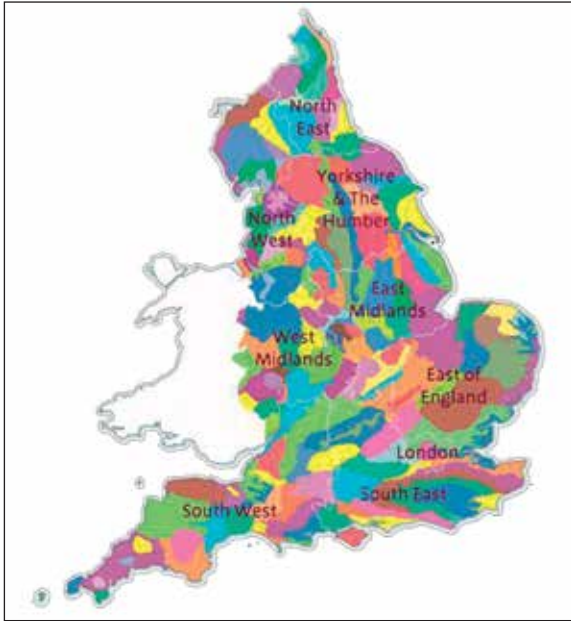 North
East
Yorkshire
& The
Humber
North
West
East
Midlands
West
Midlands
East of
England
London
South East
South West